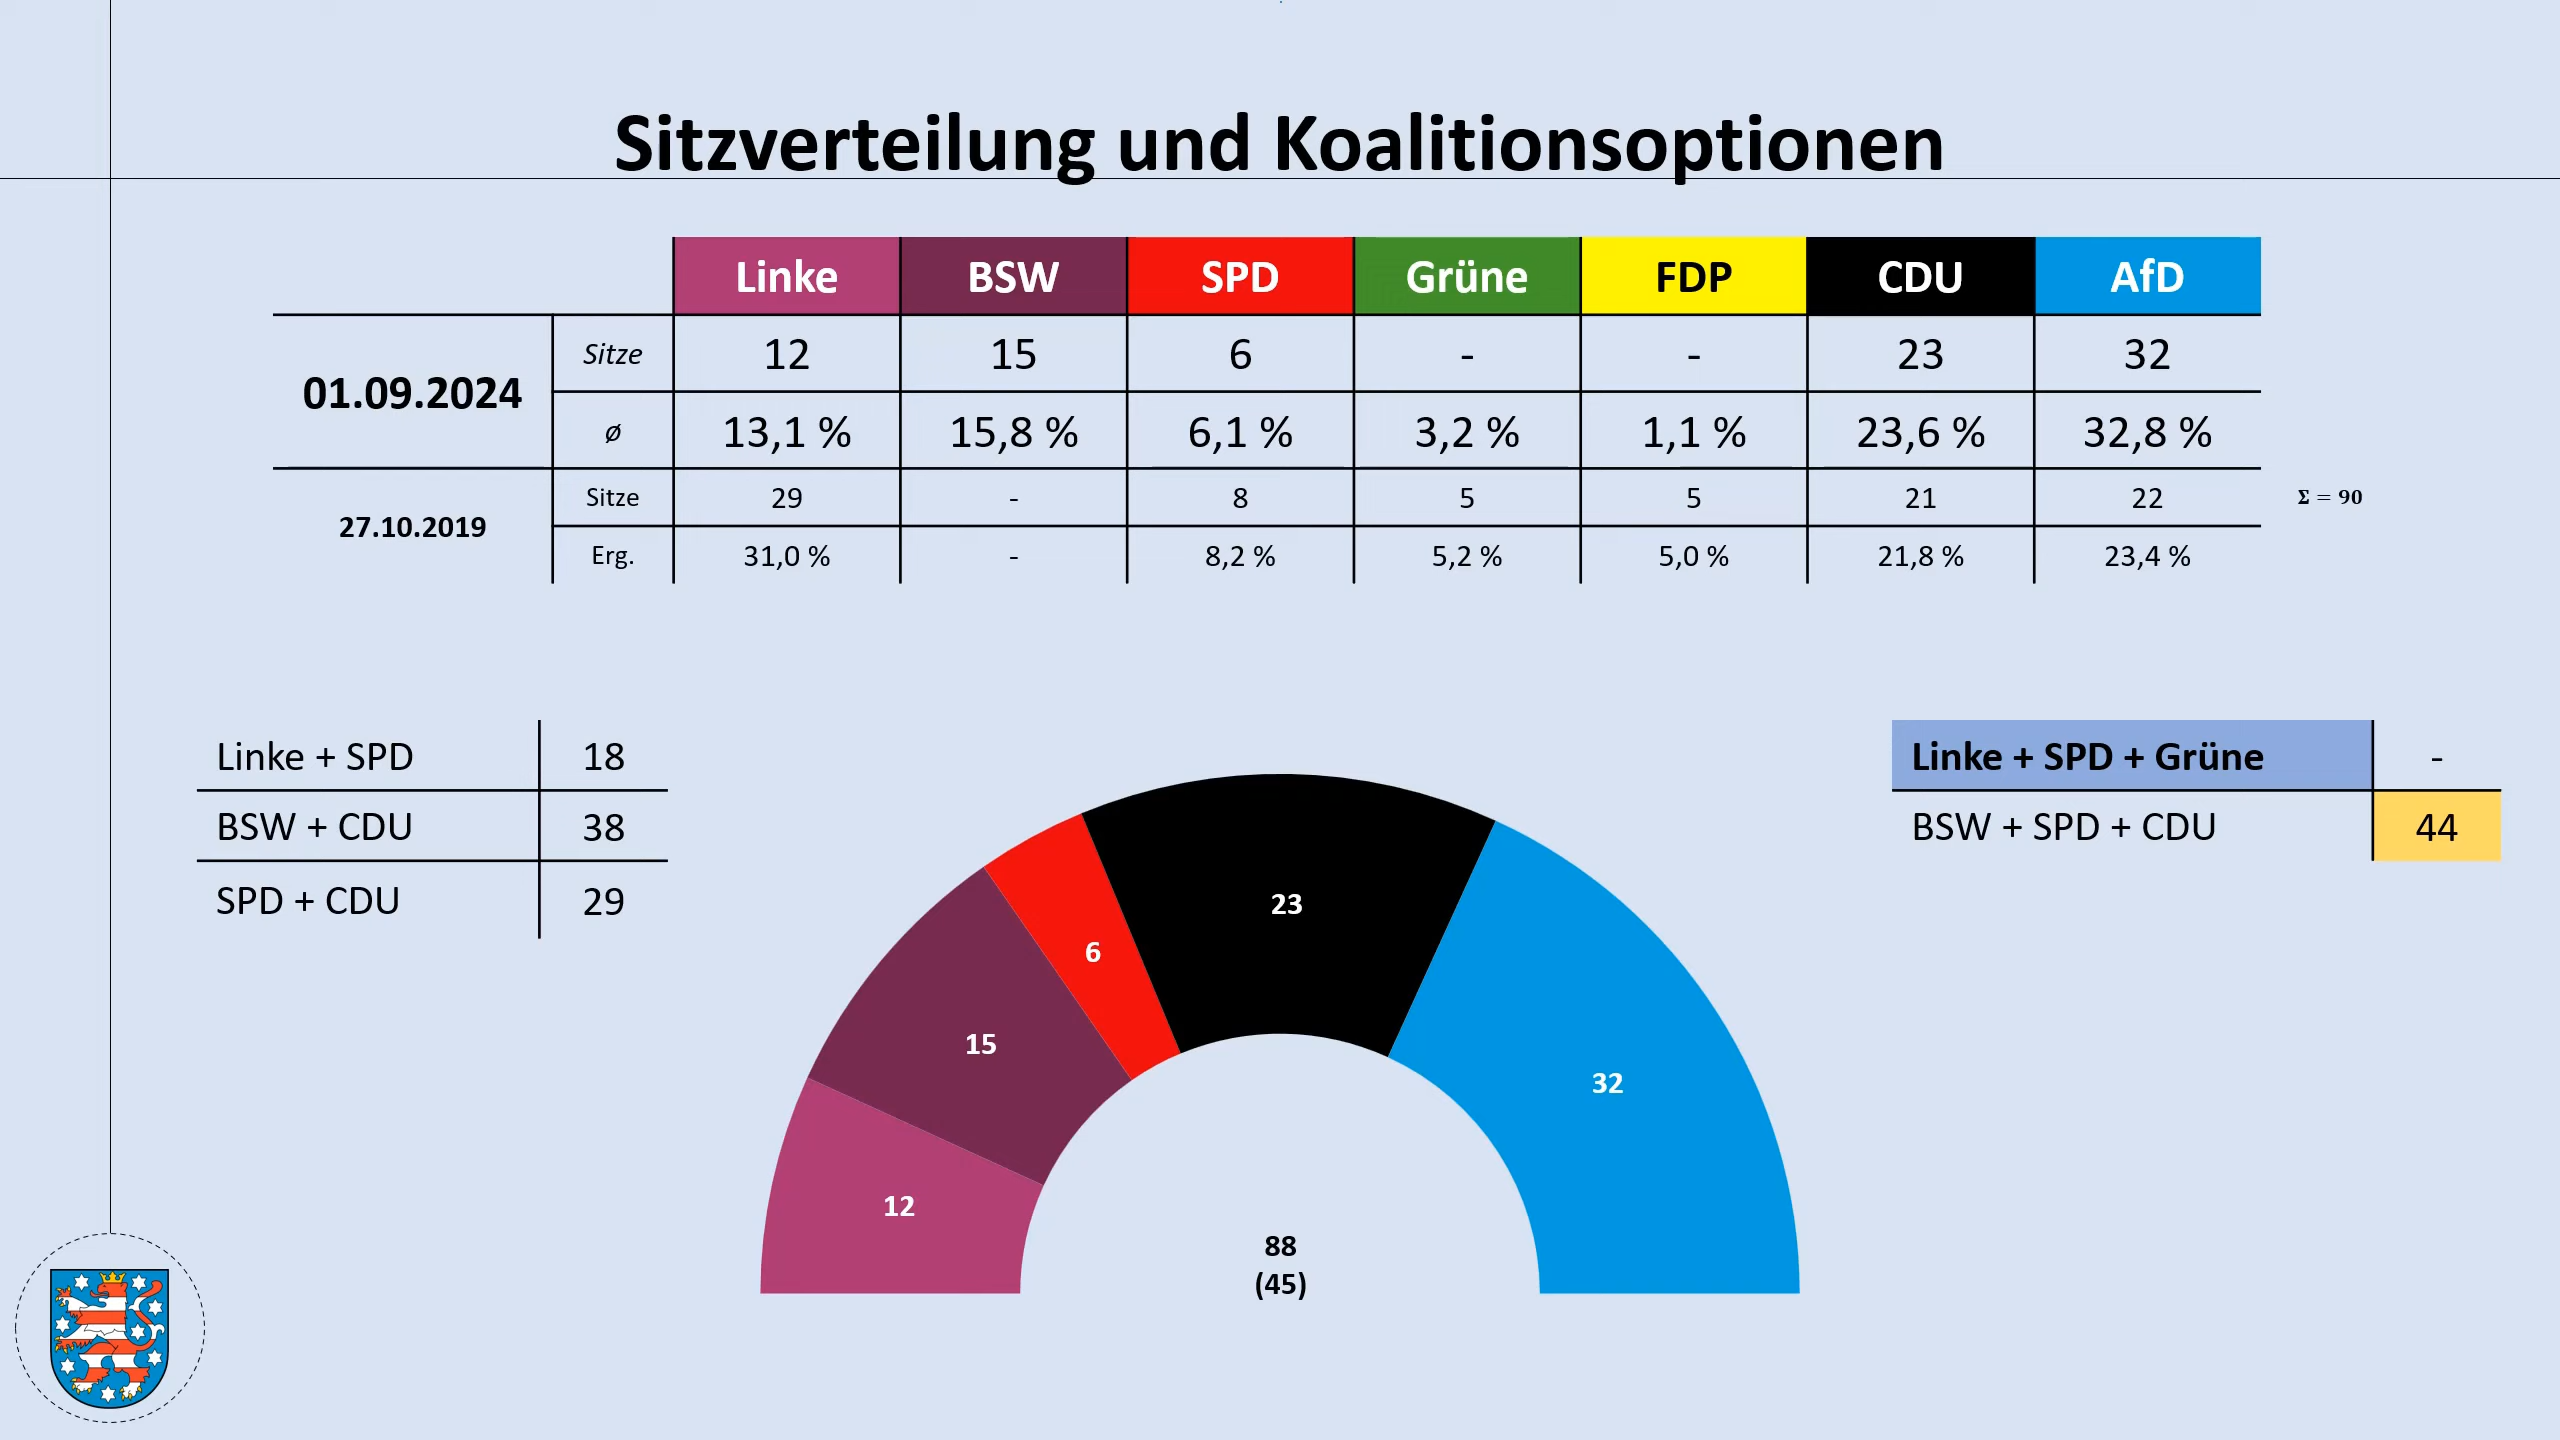 Sitzverteilung und Koalitionsoptionen
Linke BSW SPD Grüne FDP CDU AfD
01.09.2024 Sitze 12 15 6 - - 23 32
ø 13,1 % 15,8 % 6,1 % 3,2 % 1,1 % 23,6 % 32,8 %
27.10.2019 Sitze 29 - 8 5 5 21 22 Σ = 90
Erg. 31,0 % - 8,2 % 5,2 % 5,0 % 21,8 % 23,4 %
Linke + SPD 18
BSW + CDU 38
SPD + CDU 29
12
15
6
23
32
88
(45)
Linke + SPD + Grüne -
BSW + SPD + CDU 44